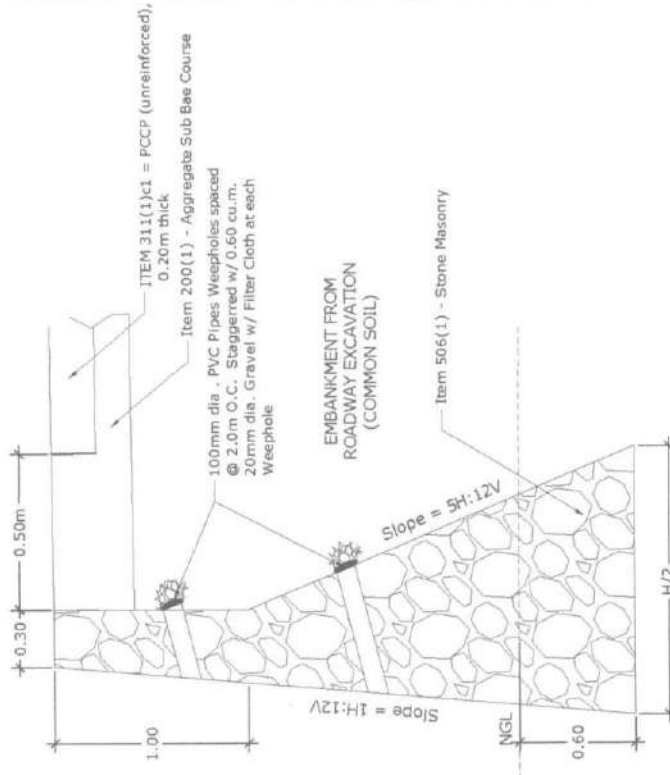 0.30
0.50m
ITEM 311(1)c1 = PCCP (unreinforced),
0.20m thick
Item 200(1) - Aggregate Sub Bae Course
100mm dia . PVC Pipes Weepholes spaced
@ 2.0m O.C. Staggerred w/ 0.60 cu.m.
20mm dia. Gravel w/ Filter Cloth at each
Weephole
1.00
EMBANKMENT FROM
ROADWAY EXCAVATION
(COMMON SOIL)
Slope = 5H:12V
Slope = 1H:12V
Item 506(1) - Stone Masonry
NGL
0.60
H/2